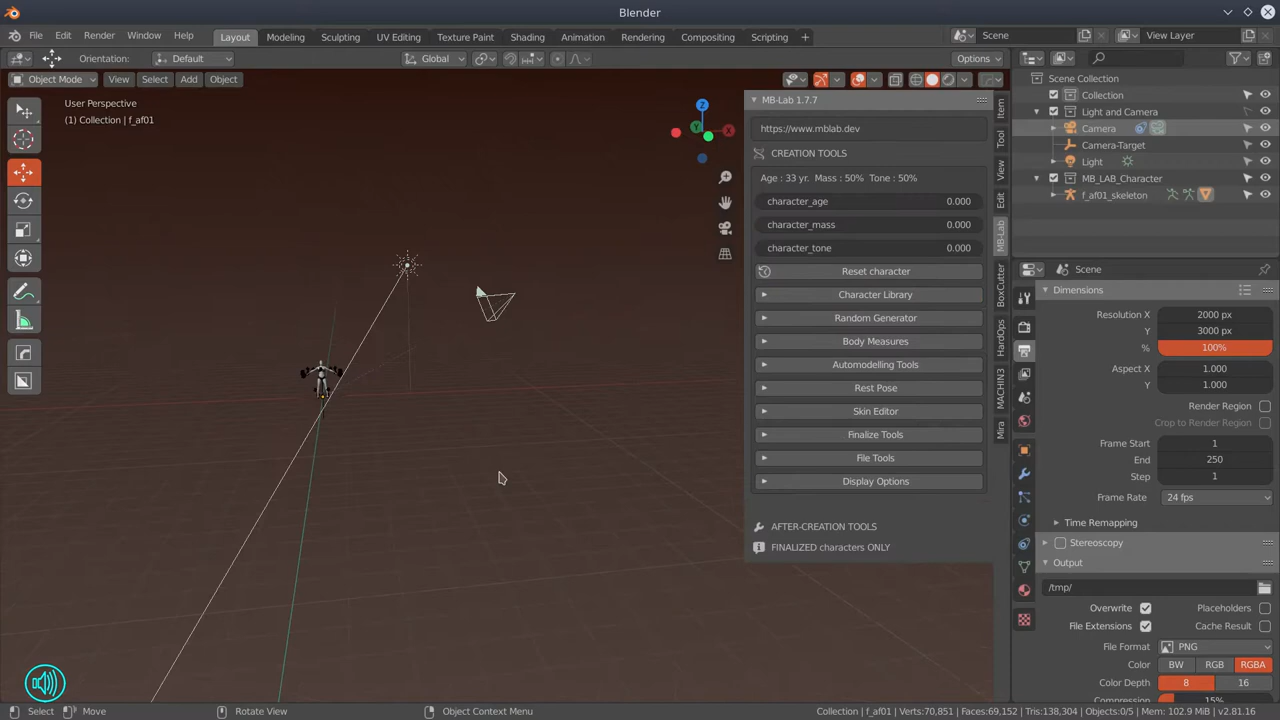 Blender
File Edit Render Window Help Layout Modeling Sculpting UV Editing Texture Paint Shading Animation Rendering Compositing Scripting + Scene View Layer
Orientation: Default Global Options
Object Mode View Select Add Object
User Perspective
(1) Collection | f_af01
Z
Y
X
MB-Lab 1.7.7
https://www.mblab.dev
CREATION TOOLS
Age : 33 yr. Mass : 50% Tone : 50%
character_age 0.000
character_mass 0.000
character_tone 0.000
Reset character
Character Library
Random Generator
Body Measures
Automodelling Tools
Rest Pose
Skin Editor
Finalize Tools
File Tools
Display Options
AFTER-CREATION TOOLS
FINALIZED characters ONLY
Item
Tool
View
Edit
MB-Lab
BoxCutter
HardOps
MACHIN3
Mira
Scene Collection
Collection
Light and Camera
Camera
Camera-Target
Light
MB_LAB_Character
f_af01_skeleton
Scene
Dimensions
Resolution X 2000 px
Y 3000 px
% 100%
Aspect X 1.000
Y 1.000
Render Region
Crop to Render Region
Frame Start 1
End 250
Step 1
Frame Rate 24 fps
Time Remapping
Stereoscopy
Output
/tmp/
Overwrite Placeholders
File Extensions Cache Result
File Format PNG
Color BW RGB RGBA
Color Depth 8 16
Compression 15%
Select Move Rotate View Object Context Menu Collection | f_af01 | Verts:70,851 | Faces:69,152 | Tris:138,304 | Objects:0/5 | Mem: 102.9 MiB | v2.81.16